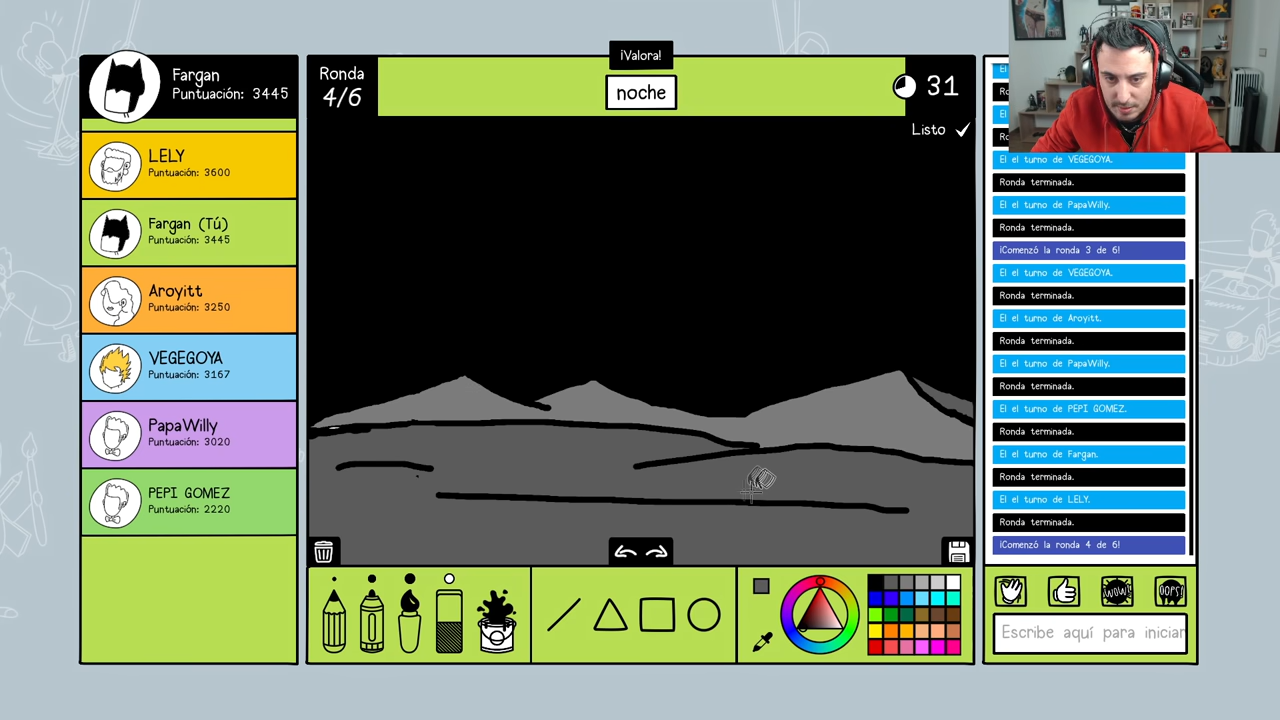 Fargan
Puntuación: 3445
LELY
Puntuación: 3600
Fargan (Tú)
Puntuación: 3445
Aroyitt
Puntuación: 3250
VEGEGOYA
Puntuación: 3167
PapaWilly
Puntuación: 3020
PEPI GOMEZ
Puntuación: 2220
Ronda
4/6
¡Valora!
noche
31
Listo
El
Ro
El
Ro
El el turno de VEGEGOYA.
Ronda terminada.
El el turno de PapaWilly.
Ronda terminada.
¡Comenzó la ronda 3 de 6!
El el turno de VEGEGOYA.
Ronda terminada.
El el turno de Aroyitt.
Ronda terminada.
El el turno de PapaWilly.
Ronda terminada.
El el turno de PEPI GOMEZ.
Ronda terminada.
El el turno de Fargan.
Ronda terminada.
El el turno de LELY.
Ronda terminada.
¡Comenzó la ronda 4 de 6!
WOW!
OOPS!
Escribe aquí para iniciar